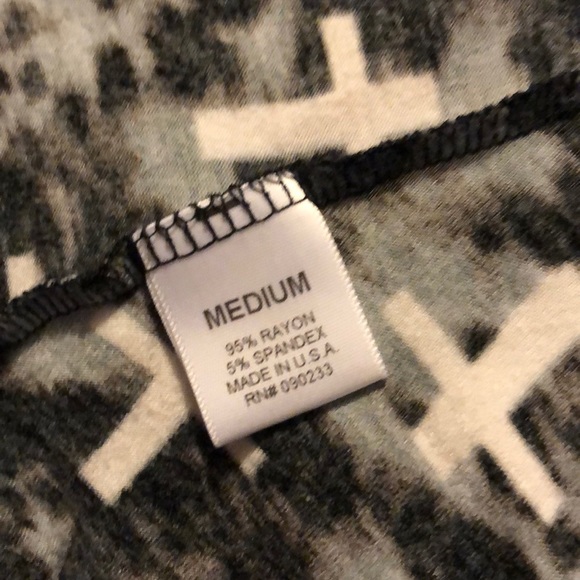 MEDIUM
95% RAYON
5% SPANDEX
MADE IN U.S.A.
RN# 090233